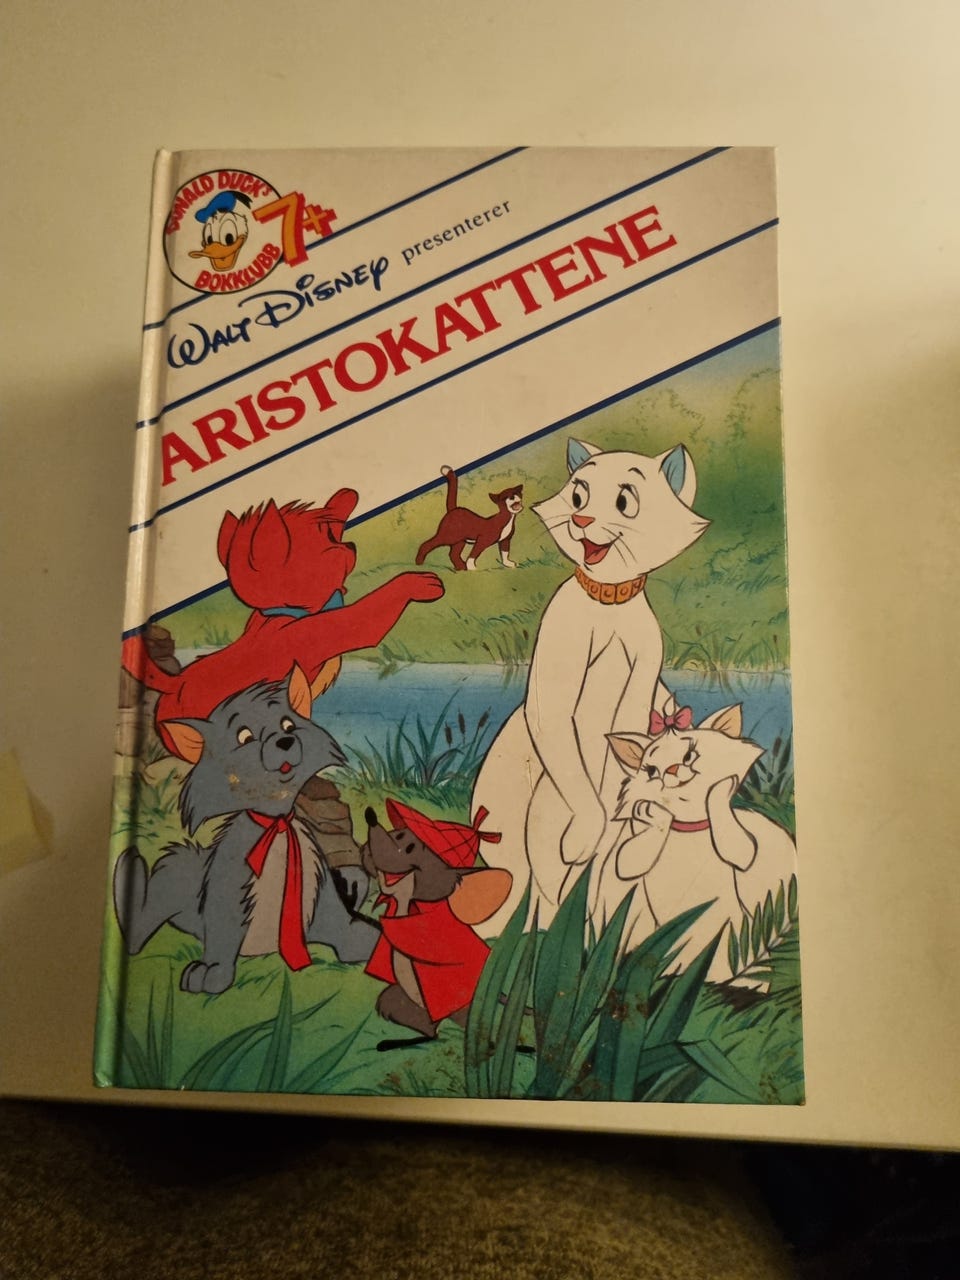 DONALD DUCK's
BOKKLUBB
7+
WALT DISNEY presenterer
ARISTOKATTENE